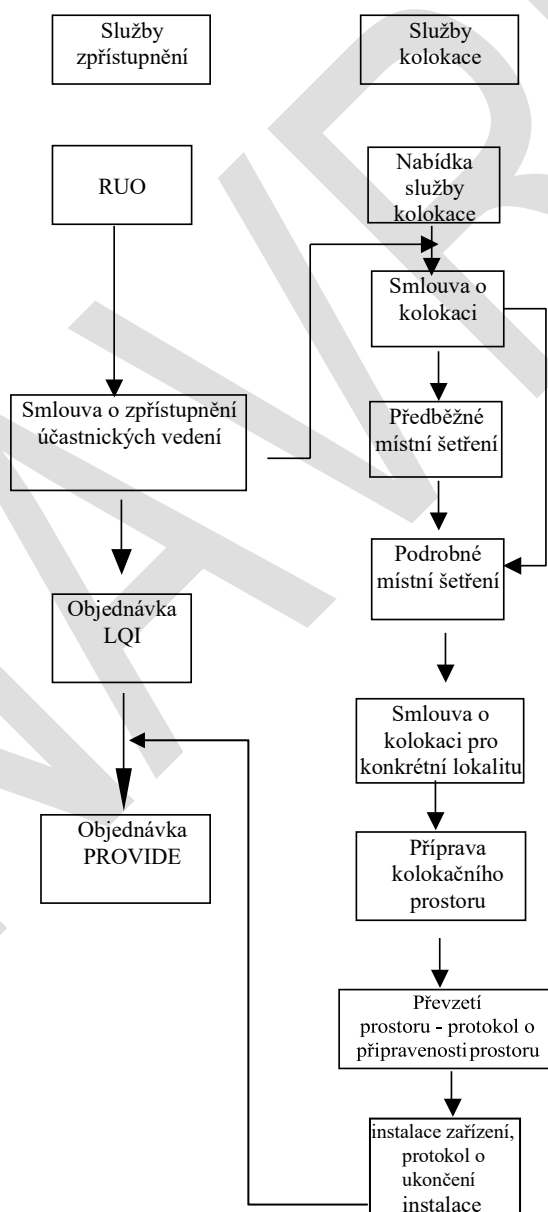 Služby
zpřístupnění
Služby
kolokace
RUO
Nabídka
služby
kolokace
Smlouva o
kolokaci
Smlouva o zpřístupnění
účastnických vedení
Předběžné
místní šetření
Podrobné
místní šetření
Objednávka
LQI
Smlouva o
kolokaci pro
konkrétní lokalitu
Objednávka
PROVIDE
Příprava
kolokačního
prostoru
Převzetí
prostoru - protokol o
připravenosti prostoru
instalace zařízení,
protokol o
ukončení
instalace